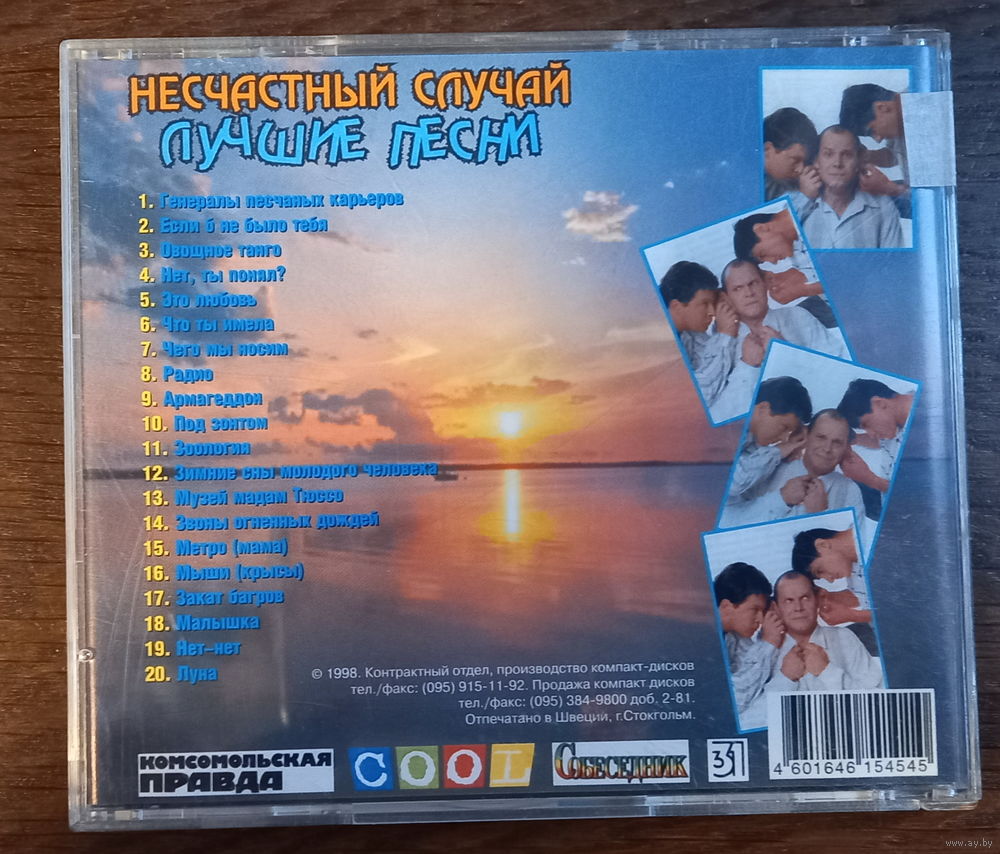 НЕСЧАСТНЫЙ СЛУЧАЙ
ЛУЧШИЕ ПЕСНИ
1. Генералы песчаных карьеров
2. Если б не было тебя
3. Овощное танго
4. Нет, ты понял?
5. Это любовь
6. Что ты имела
7. Чего мы носим
8. Радио
9. Армагеддон
10. Под зонтом
11. Зоология
12. Зимние сны молодого человека
13. Музей мадам Тюссо
14. Звоны огненных дождей
15. Метро (мама)
16. Мыши (крысы)
17. Закат багров
18. Малышка
19. Нет-нет
20. Луна
© 1998. Контрактный отдел, производство компакт-дисков
тел./факс: (095) 915-11-92. Продажа компакт дисков
тел./факс: (095) 384-9800 доб. 2-81.
Отпечатано в Швеции, г.Стокгольм.
КОМСОМОЛЬСКАЯ
ПРАВДА
COOL
СОБЕСЕДНИК
4 601646 154545
www.ay.by